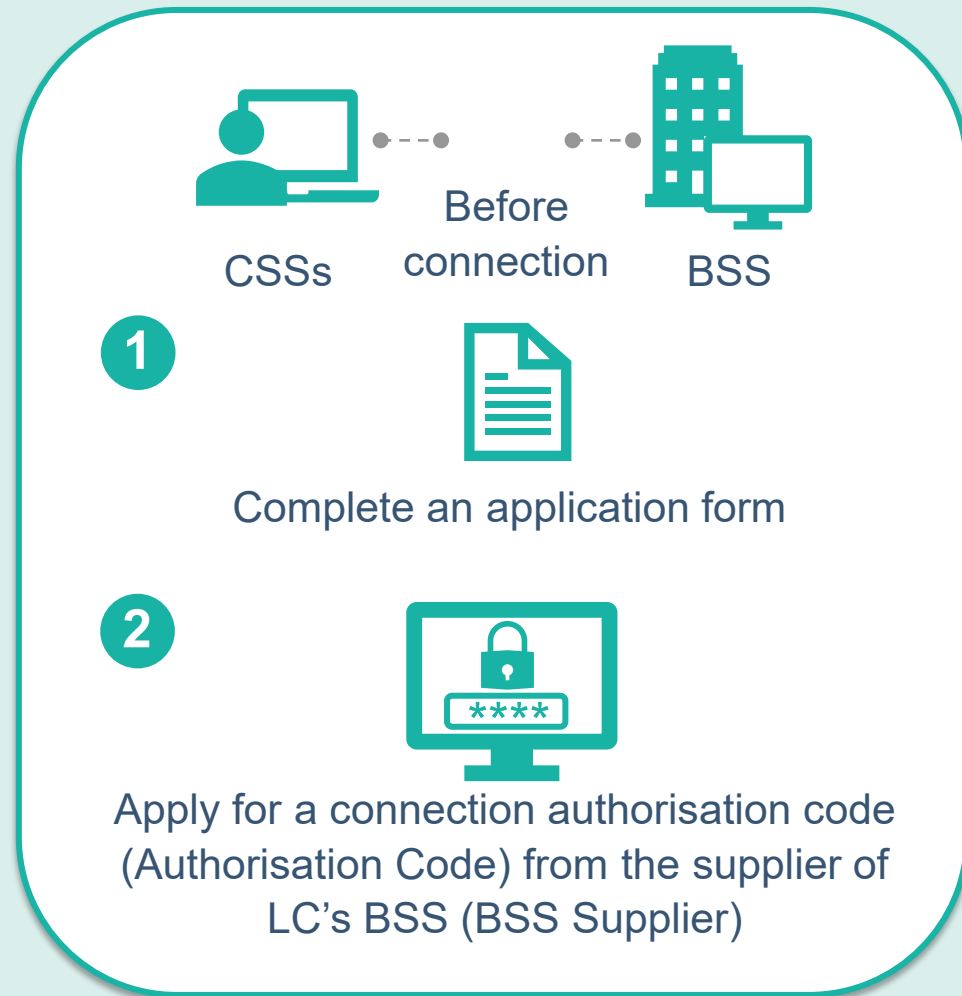 Before
connection
CSSs
BSS
1
Complete an application form
2
****
Apply for a connection authorisation code
(Authorisation Code) from the supplier of
LC’s BSS (BSS Supplier)